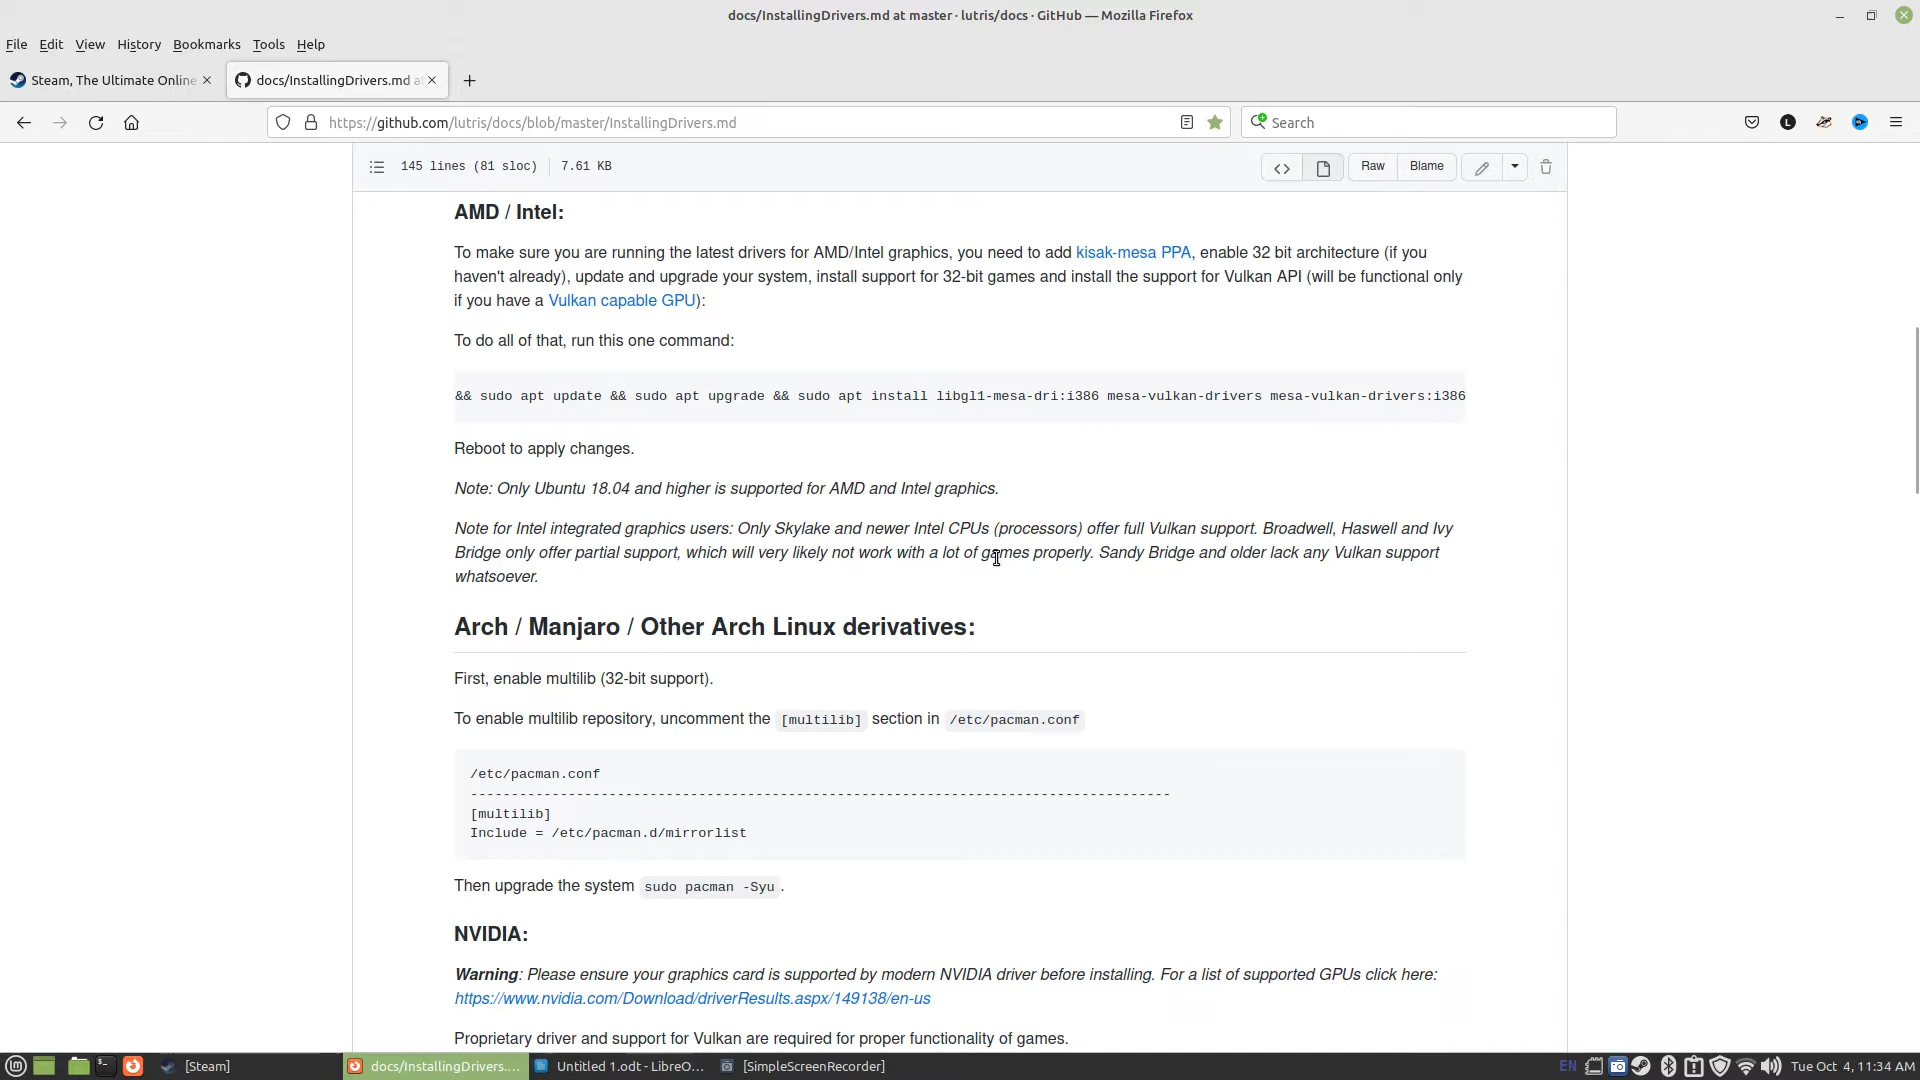 docs/InstallingDrivers.md at master · lutris/docs · GitHub — Mozilla Firefox
File Edit View History Bookmarks Tools Help
Steam, The Ultimate Online
docs/InstallingDrivers.md at
https://github.com/lutris/docs/blob/master/InstallingDrivers.md
Search
L
145 lines (81 sloc) 7.61 KB
Raw Blame
AMD / Intel:
To make sure you are running the latest drivers for AMD/Intel graphics, you need to add kisak-mesa PPA, enable 32 bit architecture (if you
haven't already), update and upgrade your system, install support for 32-bit games and install the support for Vulkan API (will be functional only
if you have a Vulkan capable GPU):
To do all of that, run this one command:
&& sudo apt update && sudo apt upgrade && sudo apt install libgl1-mesa-dri:i386 mesa-vulkan-drivers mesa-vulkan-drivers:i386
Reboot to apply changes.
Note: Only Ubuntu 18.04 and higher is supported for AMD and Intel graphics.
Note for Intel integrated graphics users: Only Skylake and newer Intel CPUs (processors) offer full Vulkan support. Broadwell, Haswell and Ivy
Bridge only offer partial support, which will very likely not work with a lot of games properly. Sandy Bridge and older lack any Vulkan support
whatsoever.
Arch / Manjaro / Other Arch Linux derivatives:
First, enable multilib (32-bit support).
To enable multilib repository, uncomment the [multilib] section in /etc/pacman.conf
/etc/pacman.conf
--------------------------------------------------------------------------------------
[multilib]
Include = /etc/pacman.d/mirrorlist
Then upgrade the system sudo pacman -Syu .
NVIDIA:
Warning: Please ensure your graphics card is supported by modern NVIDIA driver before installing. For a list of supported GPUs click here:
https://www.nvidia.com/Download/driverResults.aspx/149138/en-us
Proprietary driver and support for Vulkan are required for proper functionality of games.
[Steam] docs/InstallingDrivers.... Untitled 1.odt - LibreO... [SimpleScreenRecorder] EN Tue Oct 4, 11:34 AM